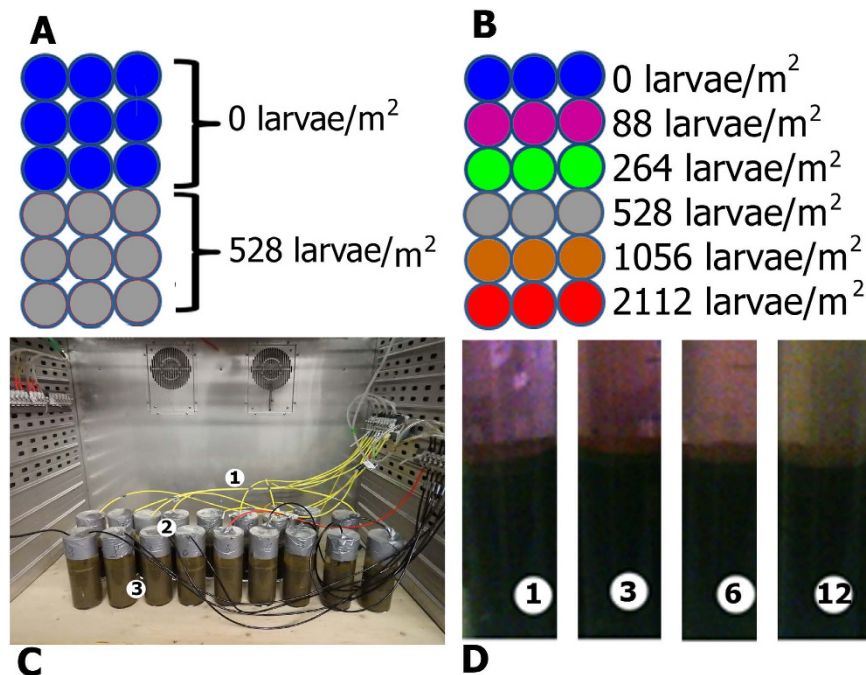 A
0 larvae/m²
528 larvae/m²
B
0 larvae/m²
88 larvae/m²
264 larvae/m²
528 larvae/m²
1056 larvae/m²
2112 larvae/m²
1
2
3
C
1
3
6
12
D